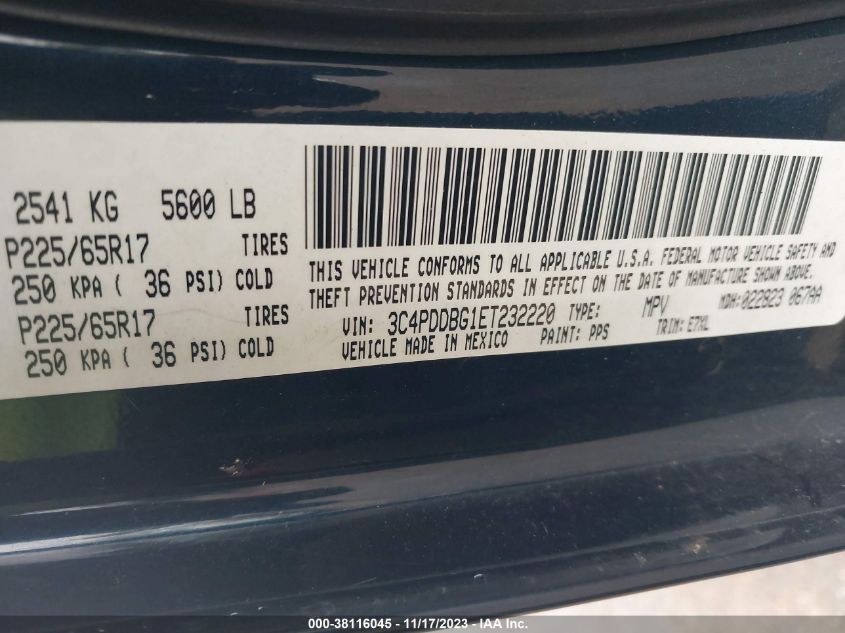 2541 KG 5600 LB
P225/65R17 TIRES
250 KPA ( 36 PSI) COLD
P225/65R17 TIRES
250 KPA ( 36 PSI) COLD
THIS VEHICLE CONFORMS TO ALL APPLICABLE U.S.A. FEDERAL MOTOR VEHICLE SAFETY AND
THEFT PREVENTION STANDARDS IN EFFECT ON THE DATE OF MANUFACTURE SHOWN ABOVE.
VIN: 3C4PDDBG1ET232220 TYPE: MPV MDH:022823 067AA
VEHICLE MADE IN MEXICO PAINT: PPS TRIM: E7XL
000-38116045 - 11/17/2023 - © IAA Inc.